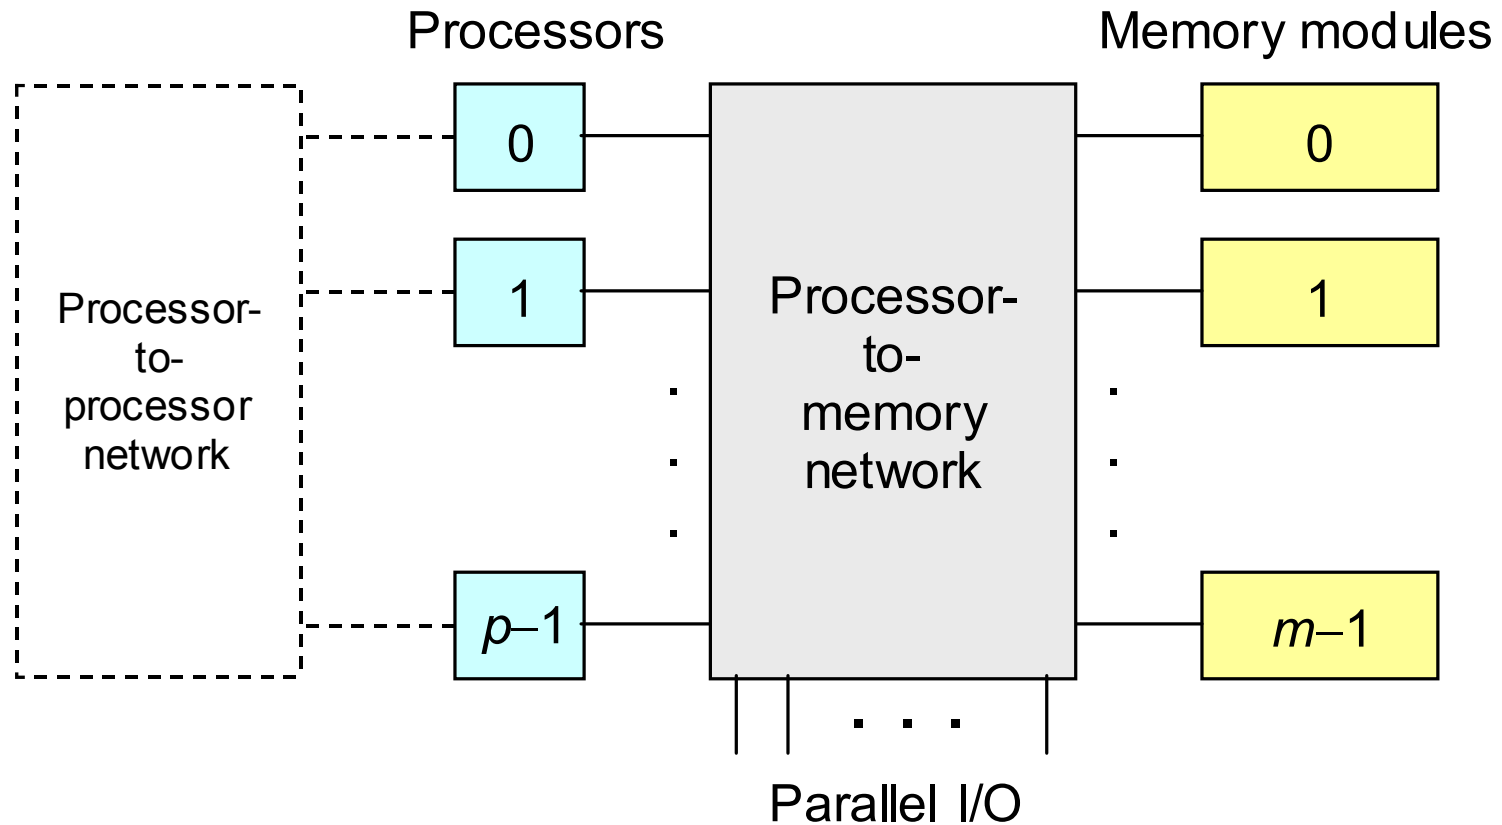 Processors
Memory modules
0
0
1
1
Processor-
to-
processor
network
Processor-
to-
memory
network
p–1
m–1
Parallel I/O